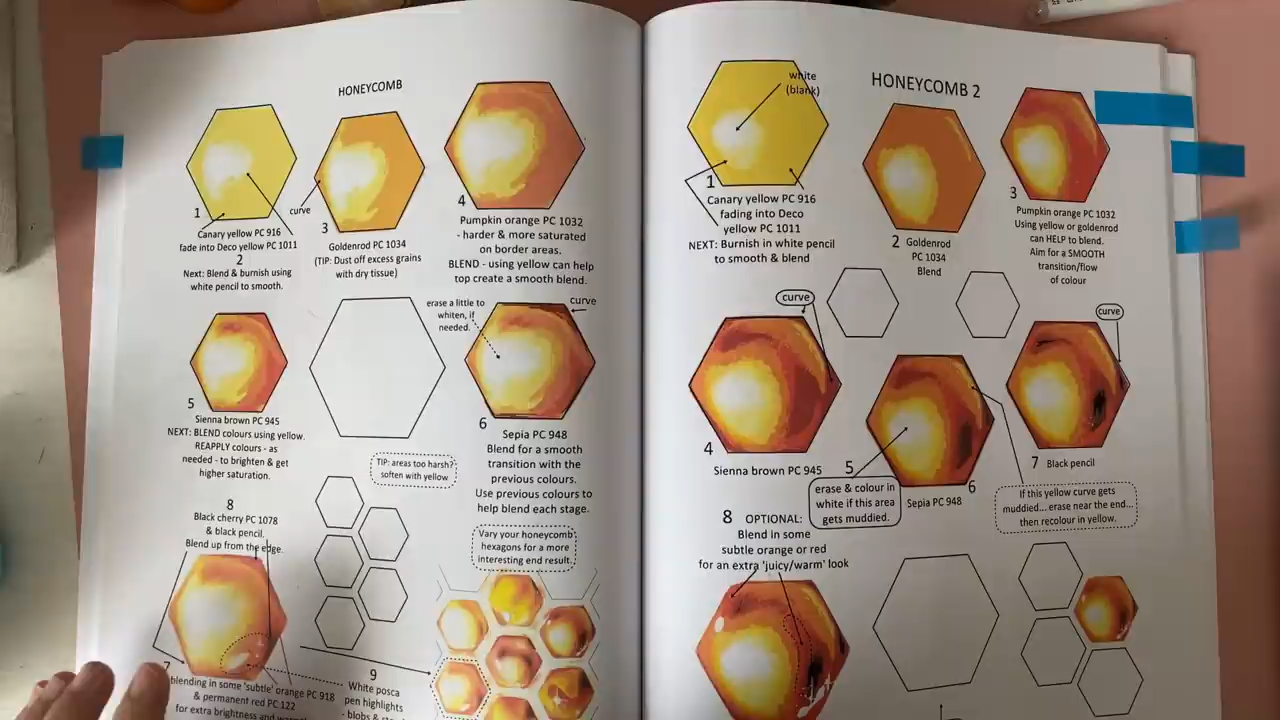 HONEYCOMB
1
Canary yellow PC 916
fade into Deco yellow PC 1011
2
Next: Blend & burnish using
white pencil to smooth.
curve
3
Goldenrod PC 1034
(TIP: Dust off excess grains
with dry tissue)
4
Pumpkin orange PC 1032
- harder & more saturated
on border areas.
BLEND - using yellow can help
top create a smooth blend.
5
Sienna brown PC 945
NEXT: BLEND colours using yellow.
REAPPLY colours - as
needed - to brighten & get
higher saturation.
erase a little to
whiten, if
needed.
curve
6
Sepia PC 948
Blend for a smooth
transition with the
previous colours.
Use previous colours to
help blend each stage.
TIP: areas too harsh?
soften with yellow
8
Black cherry PC 1078
& black pencil.
Blend up from the edge.
Vary your honeycomb
hexagons for a more
interesting end result.
7
blending in some 'subtle' orange PC 918
& permanent red PC 122
for extra brightness and
9
White posca
pen highlights
- blobs &
HONEYCOMB 2
white
(blank)
1
Canary yellow PC 916
fading into Deco
yellow PC 1011
NEXT: Burnish in white pencil
to smooth & blend
2 Goldenrod
PC 1034
Blend
3
Pumpkin orange PC 1032
Using yellow or goldenrod
can HELP to blend.
Aim for a SMOOTH
transition/flow
of colour
curve
4
Sienna brown PC 945
5
erase & colour in
white if this area
gets muddied.
6
Sepia PC 948
curve
7 Black pencil
If this yellow curve gets
muddied... erase near the end...
then recolour in yellow.
8 OPTIONAL:
Blend in some
subtle orange or red
for an extra 'juicy/warm' look